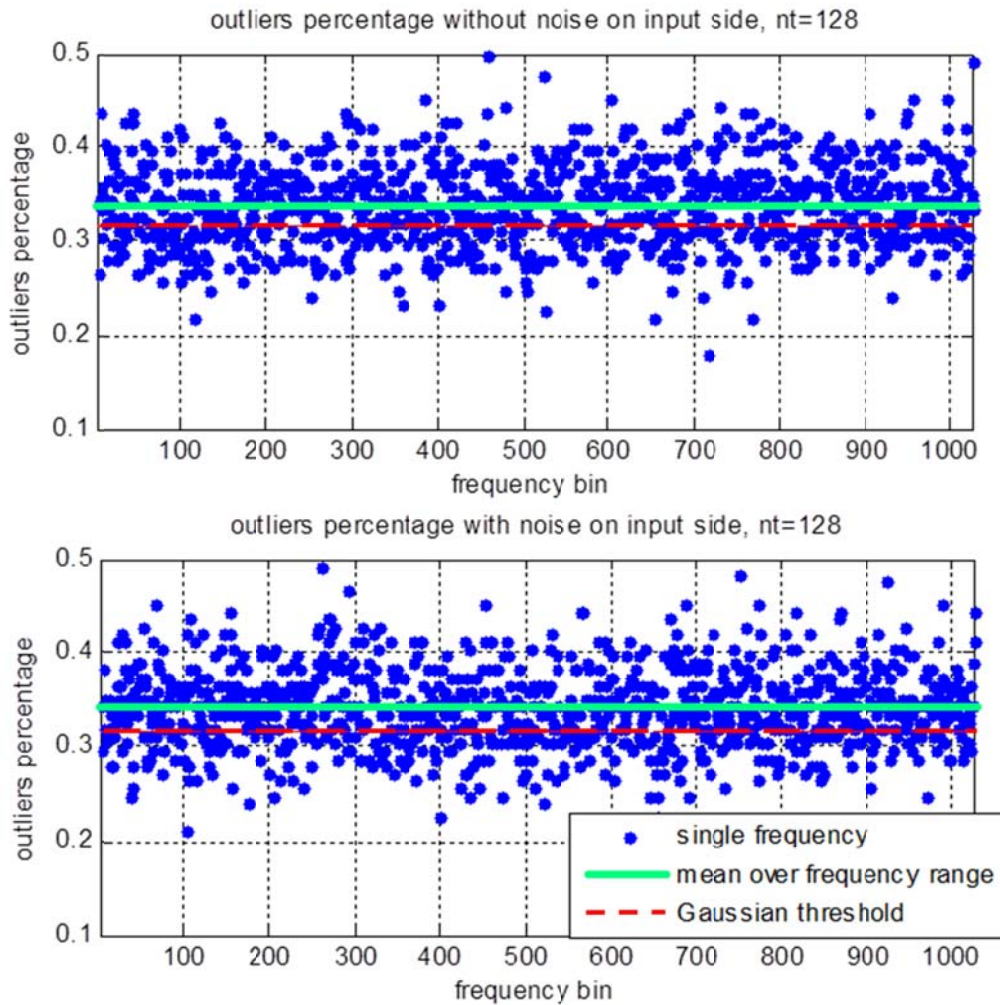 outliers percentage without noise on input side, nt=128
outliers percentage
0.5
0.4
0.3
0.2
0.1
100 200 300 400 500 600 700 800 900 1000
frequency bin
outliers percentage with noise on input side, nt=128
outliers percentage
0.5
0.4
0.3
0.2
0.1
single frequency
mean over frequency range
Gaussian threshold
100 200 300 400 500 600 700 800 900 1000
frequency bin